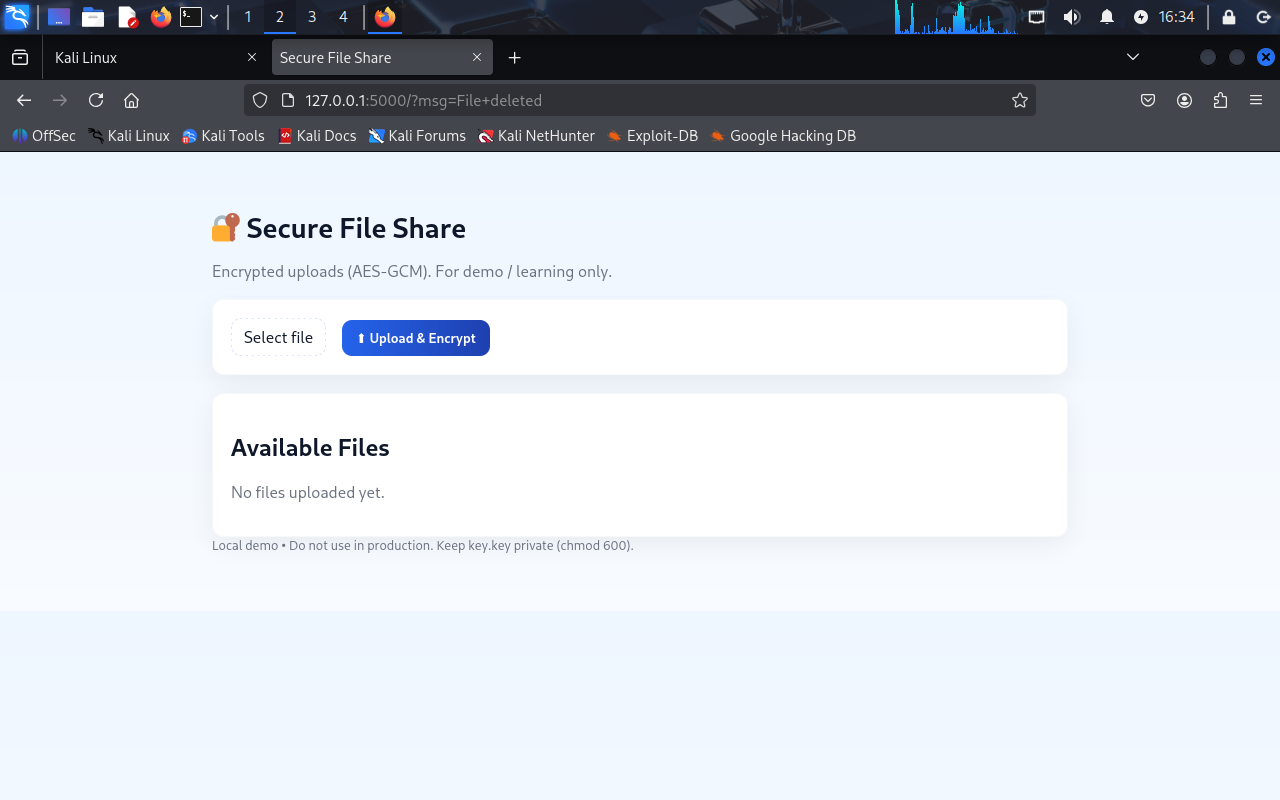 1 2 3 4 16:34
Kali Linux Secure File Share
127.0.0.1:5000/?msg=File+deleted
OffSec Kali Linux Kali Tools Kali Docs Kali Forums Kali NetHunter Exploit-DB Google Hacking DB
Secure File Share
Encrypted uploads (AES-GCM). For demo / learning only.
Select file ⬆ Upload & Encrypt
Available Files
No files uploaded yet.
Local demo • Do not use in production. Keep key.key private (chmod 600).